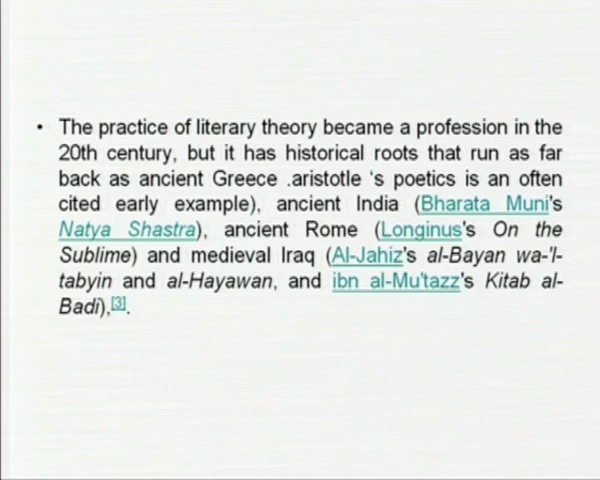 • The practice of literary theory became a profession in the
20th century, but it has historical roots that run as far
back as ancient Greece .aristotle ‘s poetics is an often
cited early example), ancient India (Bharata Muni's
Natya Shastra), ancient Rome (Longinus's On the
Sublime) and medieval Iraq (Al-Jahiz's al-Bayan wa-'l-
tabyin and al-Hayawan, and ibn al-Mu'tazz's Kitab al-
Badi),[3].